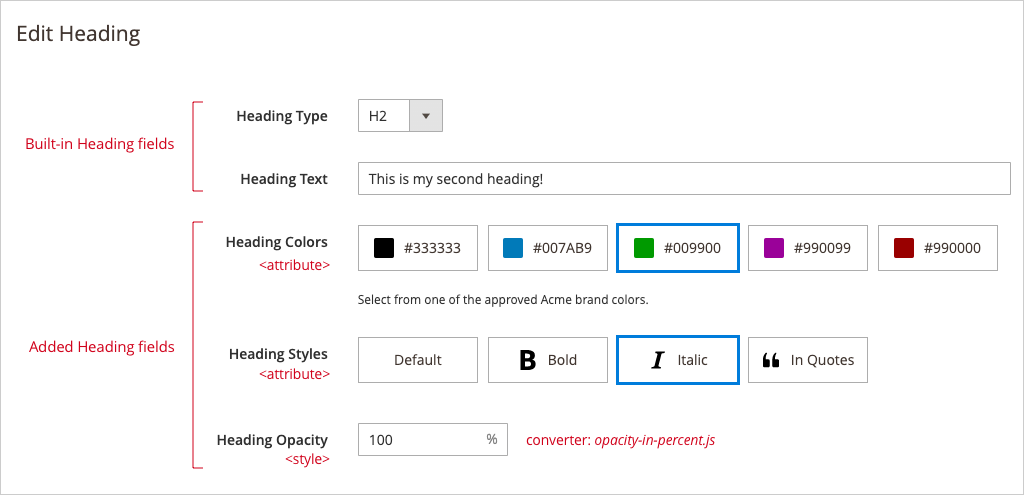 Edit Heading
Built-in Heading fields
Heading Type
H2
Heading Text
This is my second heading!
Added Heading fields
Heading Colors
<attribute>
#333333
#007AB9
#009900
#990099
#990000
Select from one of the approved Acme brand colors.
Heading Styles
<attribute>
Default
B Bold
I Italic
“ In Quotes
Heading Opacity
<style>
100 %
converter: opacity-in-percent.js